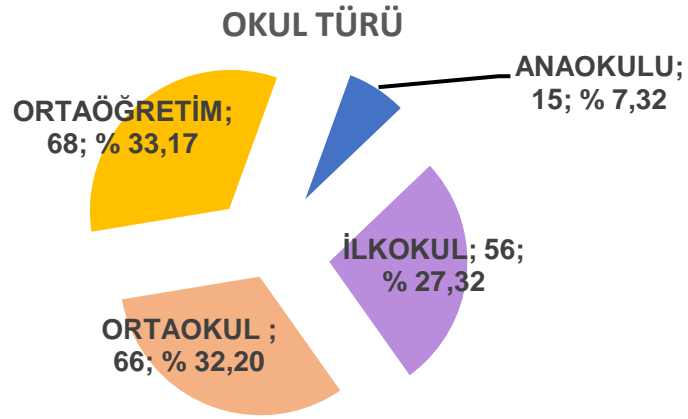 OKUL TÜRÜ
ANAOKULU;
15; % 7,32
ORTAÖĞRETİM;
68; % 33,17
İLKOKUL; 56;
% 27,32
ORTAOKUL ;
66; % 32,20